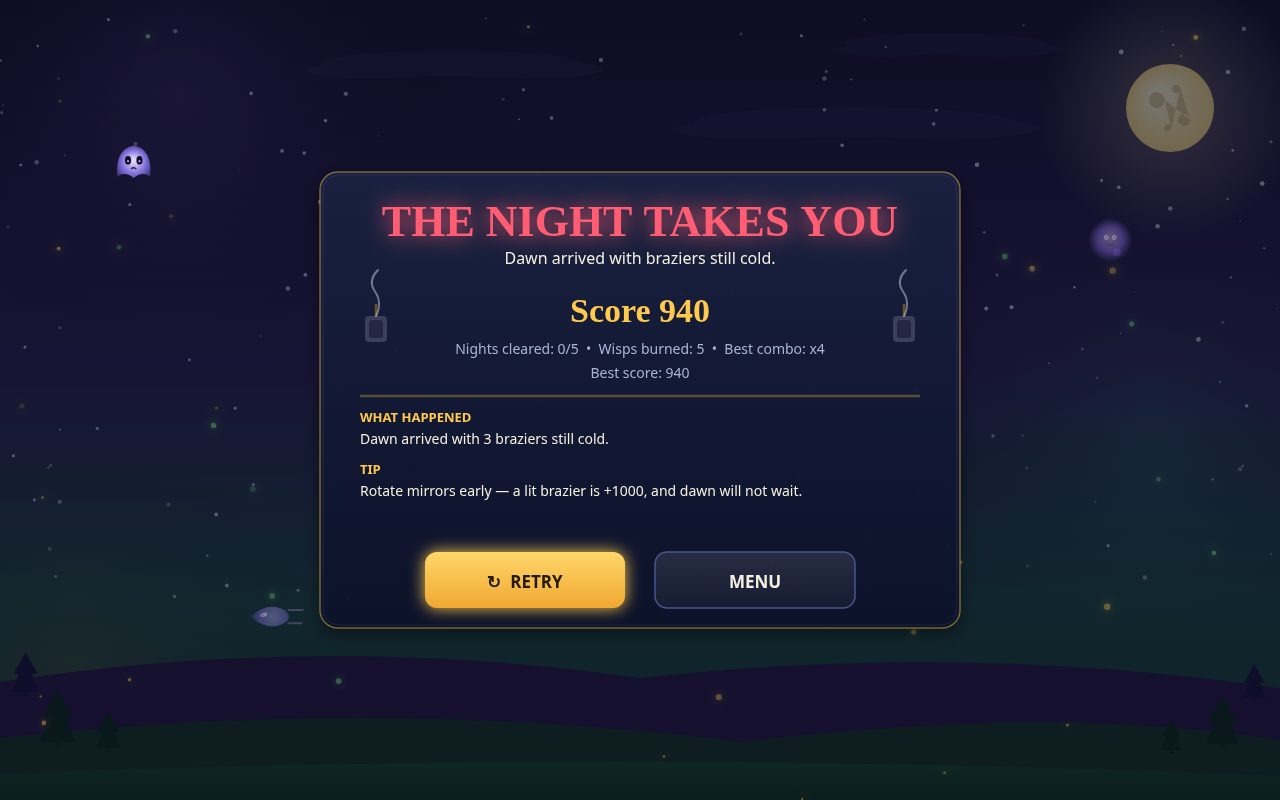 THE NIGHT TAKES YOU
Dawn arrived with braziers still cold.
Score 940
Nights cleared: 0/5 • Wisps burned: 5 • Best combo: x4
Best score: 940
WHAT HAPPENED
Dawn arrived with 3 braziers still cold.
TIP
Rotate mirrors early — a lit brazier is +1000, and dawn will not wait.
↻ RETRY
MENU